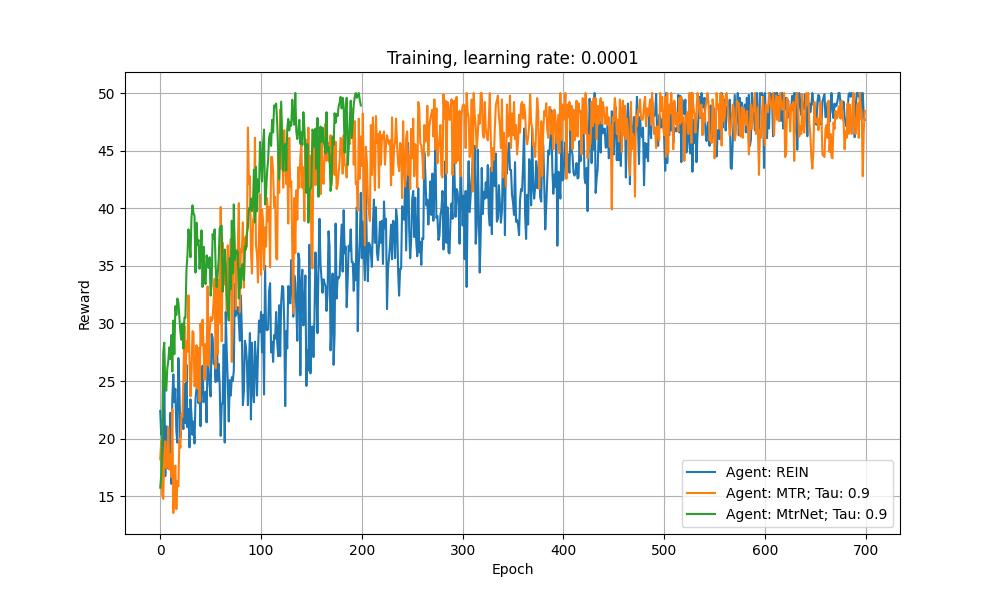 Training, learning rate: 0.0001
50
45
40
35
30
25
20
15
Reward
Agent: REIN
Agent: MTR; Tau: 0.9
Agent: MtrNet; Tau: 0.9
0 100 200 300 400 500 600 700
Epoch